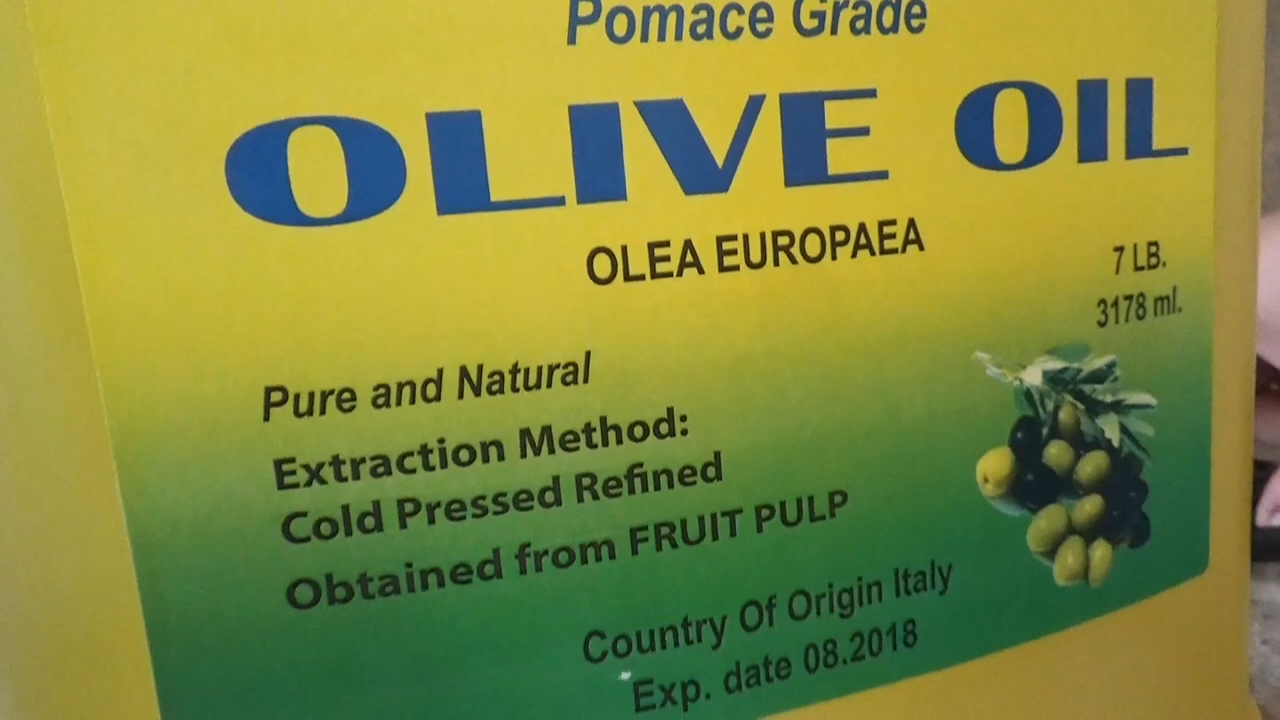 Pomace Grade
OLIVE OIL
OLEA EUROPAEA
7 LB.
3178 ml.
Pure and Natural
Extraction Method:
Cold Pressed Refined
Obtained from FRUIT PULP
Country Of Origin Italy
Exp. date 08.2018